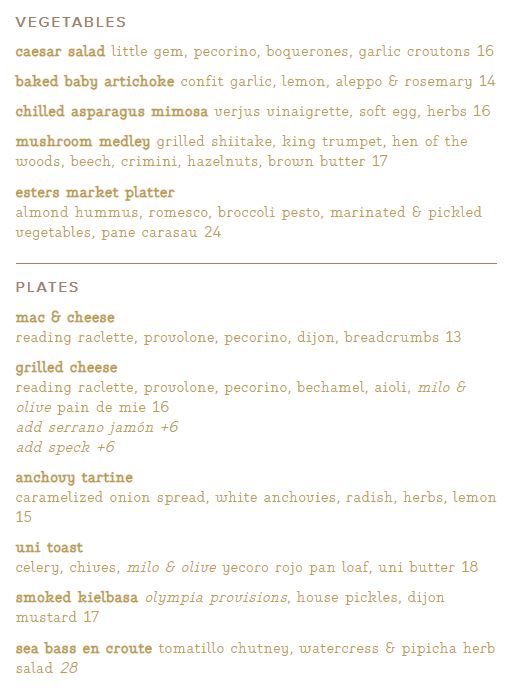 VEGETABLES
caesar salad little gem, pecorino, boquerones, garlic croutons 16
baked baby artichoke confit garlic, lemon, aleppo & rosemary 14
chilled asparagus mimosa verjus vinaigrette, soft egg, herbs 16
mushroom medley grilled shiitake, king trumpet, hen of the
woods, beech, crimini, hazelnuts, brown butter 17
esters market platter
almond hummus, romesco, broccoli pesto, marinated & pickled
vegetables, pane carasau 24
PLATES
mac & cheese
reading raclette, provolone, pecorino, dijon, breadcrumbs 13
grilled cheese
reading raclette, provolone, pecorino, bechamel, aioli, milo &
olive pain de mie 16
add serrano jamón +6
add speck +6
anchovy tartine
caramelized onion spread, white anchovies, radish, herbs, lemon
15
uni toast
celery, chives, milo & olive yecoro rojo pan loaf, uni butter 18
smoked kielbasa olympia provisions, house pickles, dijon
mustard 17
sea bass en croute tomatillo chutney, watercress & pipicha herb
salad 28